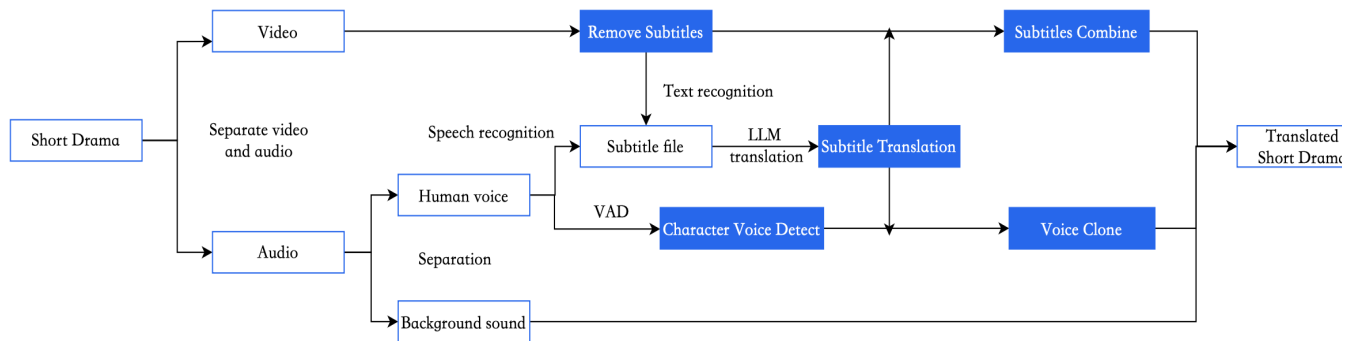 Video
Remove Subtitles
Subtitles Combine
Text recognition
Short Drama
Separate video
and audio
Speech recognition
Subtitle file
LLM
translation
Subtitle Translation
Translated
Short Drama
Human voice
VAD
Character Voice Detect
Voice Clone
Audio
Separation
Background sound